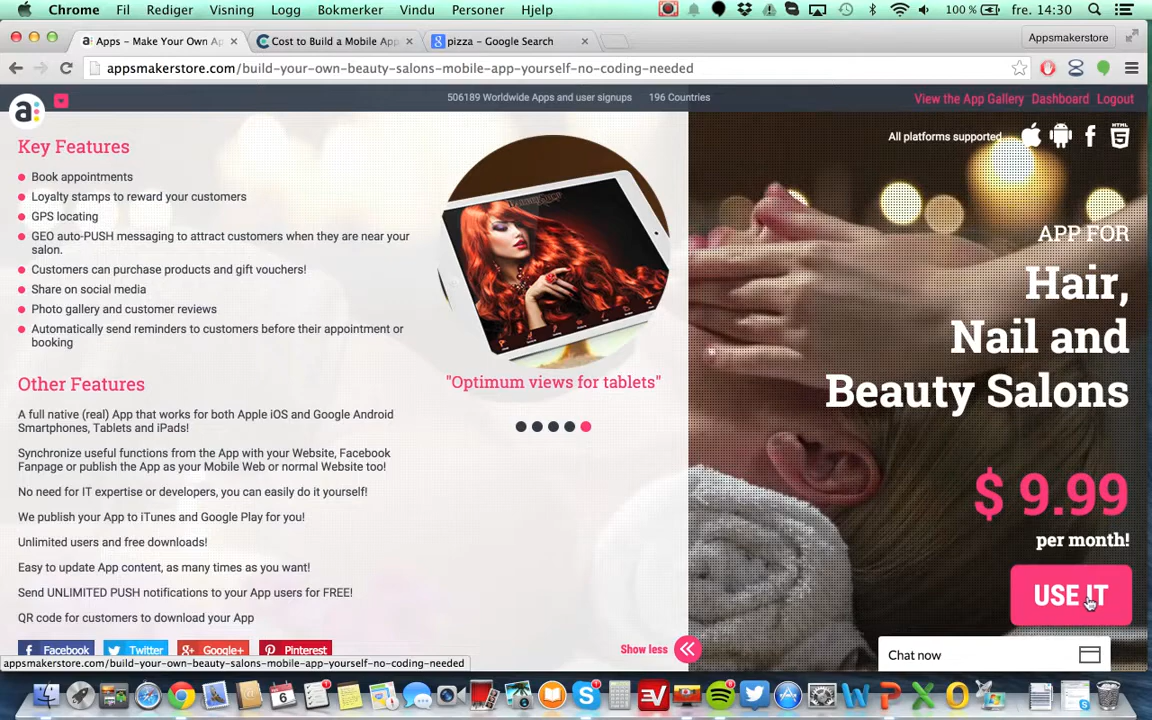 Chrome Fil Rediger Visning Logg Bokmerker Vindu Personer Hjelp 100 % fre. 14:30
Apps – Make Your Own Ap Cost to Build a Mobile App pizza – Google Search Appsmakerstore
appsmakerstore.com/build-your-own-beauty-salons-mobile-app-yourself-no-coding-needed
a: 506189 Worldwide Apps and user signups 196 Countries View the App Gallery Dashboard Logout
Key Features
Book appointments
Loyalty stamps to reward your customers
GPS locating
GEO auto-PUSH messaging to attract customers when they are near your
salon.
Customers can purchase products and gift vouchers!
Share on social media
Photo gallery and customer reviews
Automatically send reminders to customers before their appointment or
booking
Other Features
A full native (real) App that works for both Apple iOS and Google Android
Smartphones, Tablets and iPads!
Synchronize useful functions from the App with your Website, Facebook
Fanpage or publish the App as your Mobile Web or normal Website too!
No need for IT expertise or developers, you can easily do it yourself!
We publish your App to iTunes and Google Play for you!
Unlimited users and free downloads!
Easy to update App content, as many times as you want!
Send UNLIMITED PUSH notifications to your App users for FREE!
QR code for customers to download your App
Facebook Twitter Google+ Pinterest
appsmakerstore.com/build-your-own-beauty-salons-mobile-app-yourself-no-coding-needed
"Optimum views for tablets"
Show less
All platforms supported HTML
APP FOR
Hair,
Nail and
Beauty Salons
$ 9.99
per month!
USE IT
Chat now